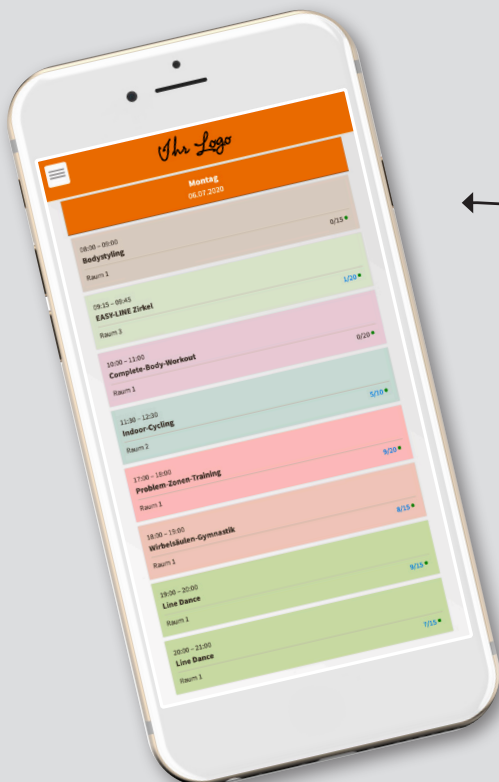 Ihr Logo
Montag
06.07.2020
08:00 – 09:00
Bodystyling
0/15
Raum 1
09:15 – 09:45
EASY-LINE Zirkel
1/20
Raum 3
10:00 – 11:00
Complete-Body-Workout
0/20
Raum 1
11:30 – 12:30
Indoor-Cycling
5/10
Raum 2
17:00 – 18:00
Problem-Zonen-Training
9/20
Raum 1
18:00 – 19:00
Wirbelsäulen-Gymnastik
8/15
Raum 1
19:00 – 20:00
Line Dance
9/15
Raum 1
20:00 – 21:00
Line Dance
7/15
Raum 1